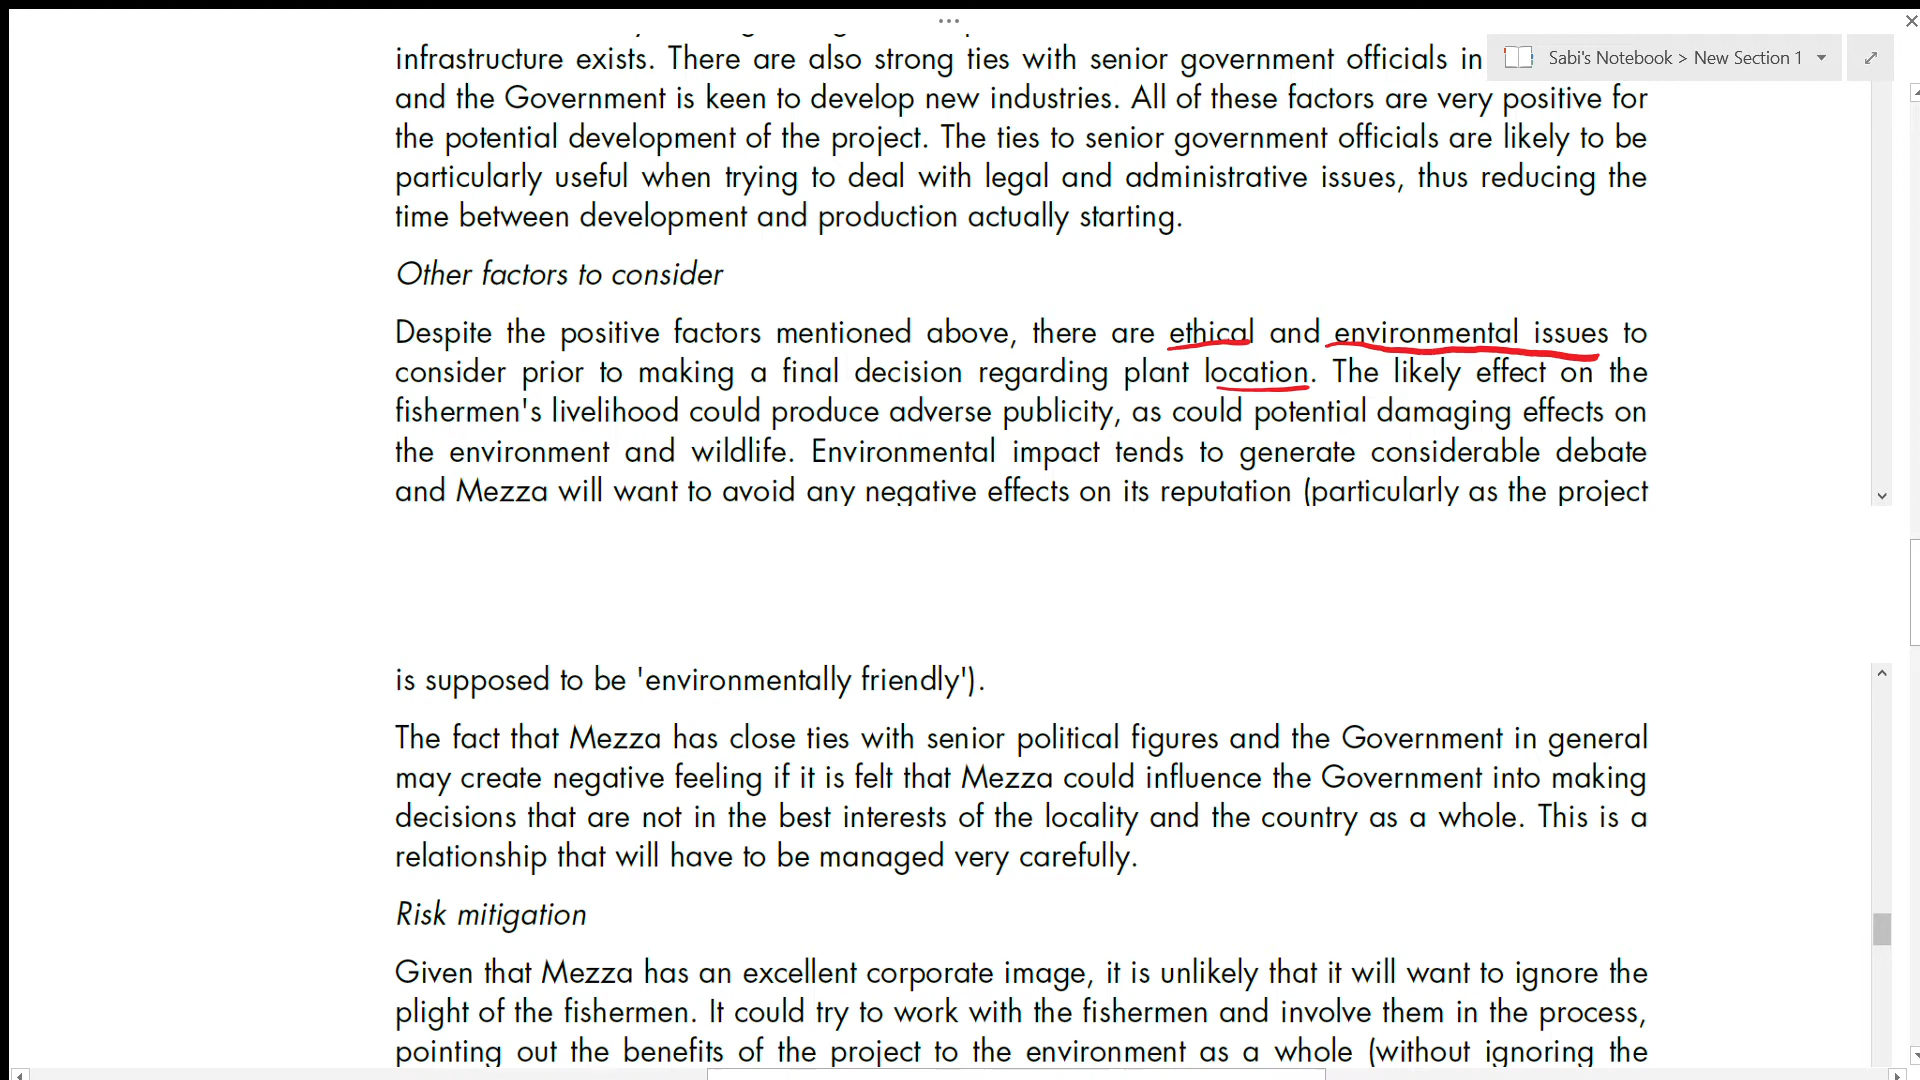 infrastructure exists. There are also strong ties with senior government officials in
Sabi's Notebook > New Section 1
and the Government is keen to develop new industries. All of these factors are very positive for
the potential development of the project. The ties to senior government officials are likely to be
particularly useful when trying to deal with legal and administrative issues, thus reducing the
time between development and production actually starting.
Other factors to consider
Despite the positive factors mentioned above, there are ethical and environmental issues to
consider prior to making a final decision regarding plant location. The likely effect on the
fishermen's livelihood could produce adverse publicity, as could potential damaging effects on
the environment and wildlife. Environmental impact tends to generate considerable debate
and Mezza will want to avoid any negative effects on its reputation (particularly as the project
is supposed to be 'environmentally friendly').
The fact that Mezza has close ties with senior political figures and the Government in general
may create negative feeling if it is felt that Mezza could influence the Government into making
decisions that are not in the best interests of the locality and the country as a whole. This is a
relationship that will have to be managed very carefully.
Risk mitigation
Given that Mezza has an excellent corporate image, it is unlikely that it will want to ignore the
plight of the fishermen. It could try to work with the fishermen and involve them in the process,
pointing out the benefits of the project to the environment as a whole (without ignoring the